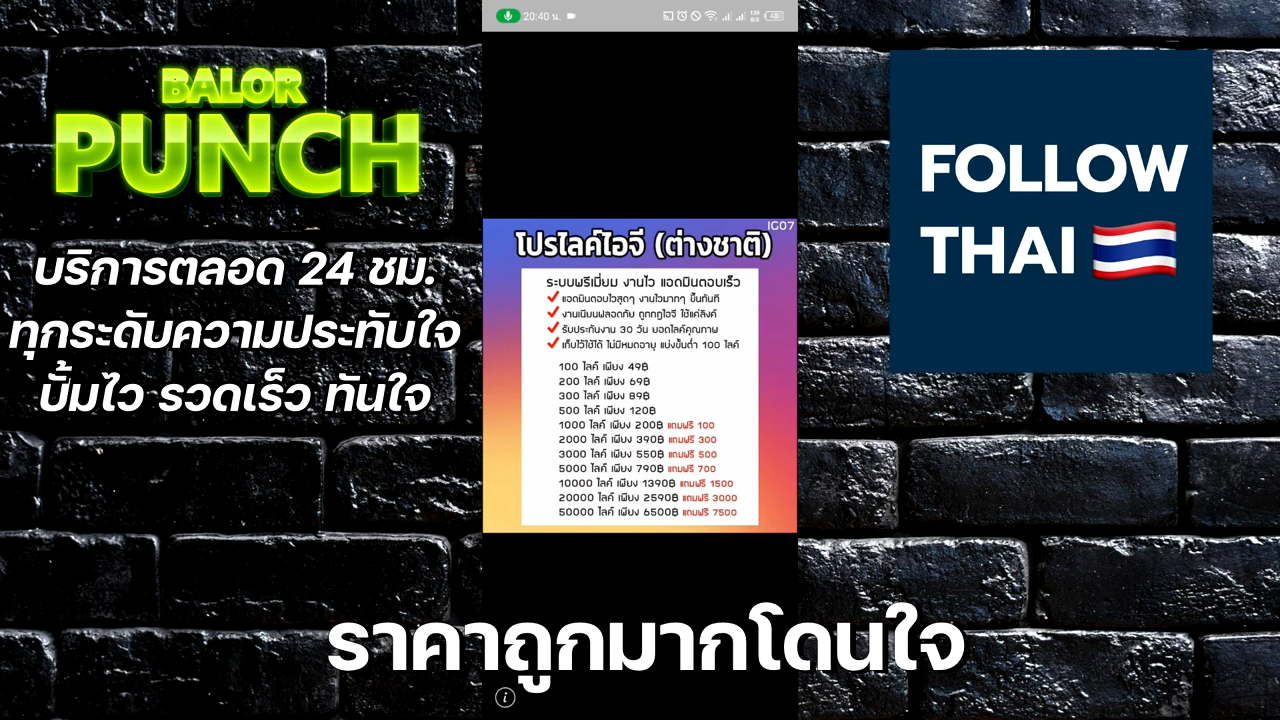 BALOR
PUNCH
บริการตลอด 24 ชม.
ทุกระดับความประทับใจ
ปั้มไว รวดเร็ว ทันใจ
20:40 น.
48
IG07
โปรไลค์ไอจี (ต่างชาติ)
ระบบพรีเมี่ยม งานไว แอดมินตอบเร็ว
แอดมินตอบไวสุดๆ งานไวมากๆ ขึ้นทันที
งานเนียนฟลอดภัย ถูกกฎไอจี ใช้แค่ลิงค์
รับประกันงาน 30 วัน ยอดไลค์คุณภาพ
เก็บไว้ใช้ได้ ไม่มีหมดอายุ แบ่งปั้นต่ำ 100 ไลค์
100 ไลค์ เพียง 49฿
200 ไลค์ เพียง 69฿
300 ไลค์ เพียง 89฿
500 ไลค์ เพียง 120฿
1000 ไลค์ เพียง 200฿ แถมฟรี 100
2000 ไลค์ เพียง 390฿ แถมฟรี 300
3000 ไลค์ เพียง 550฿ แถมฟรี 500
5000 ไลค์ เพียง 790฿ แถมฟรี 700
10000 ไลค์ เพียง 1390฿ แถมฟรี 1500
20000 ไลค์ เพียง 2590฿ แถมฟรี 3000
50000 ไลค์ เพียง 6500฿ แถมฟรี 7500
FOLLOW
THAI
ราคาถูกมากโดนใจ